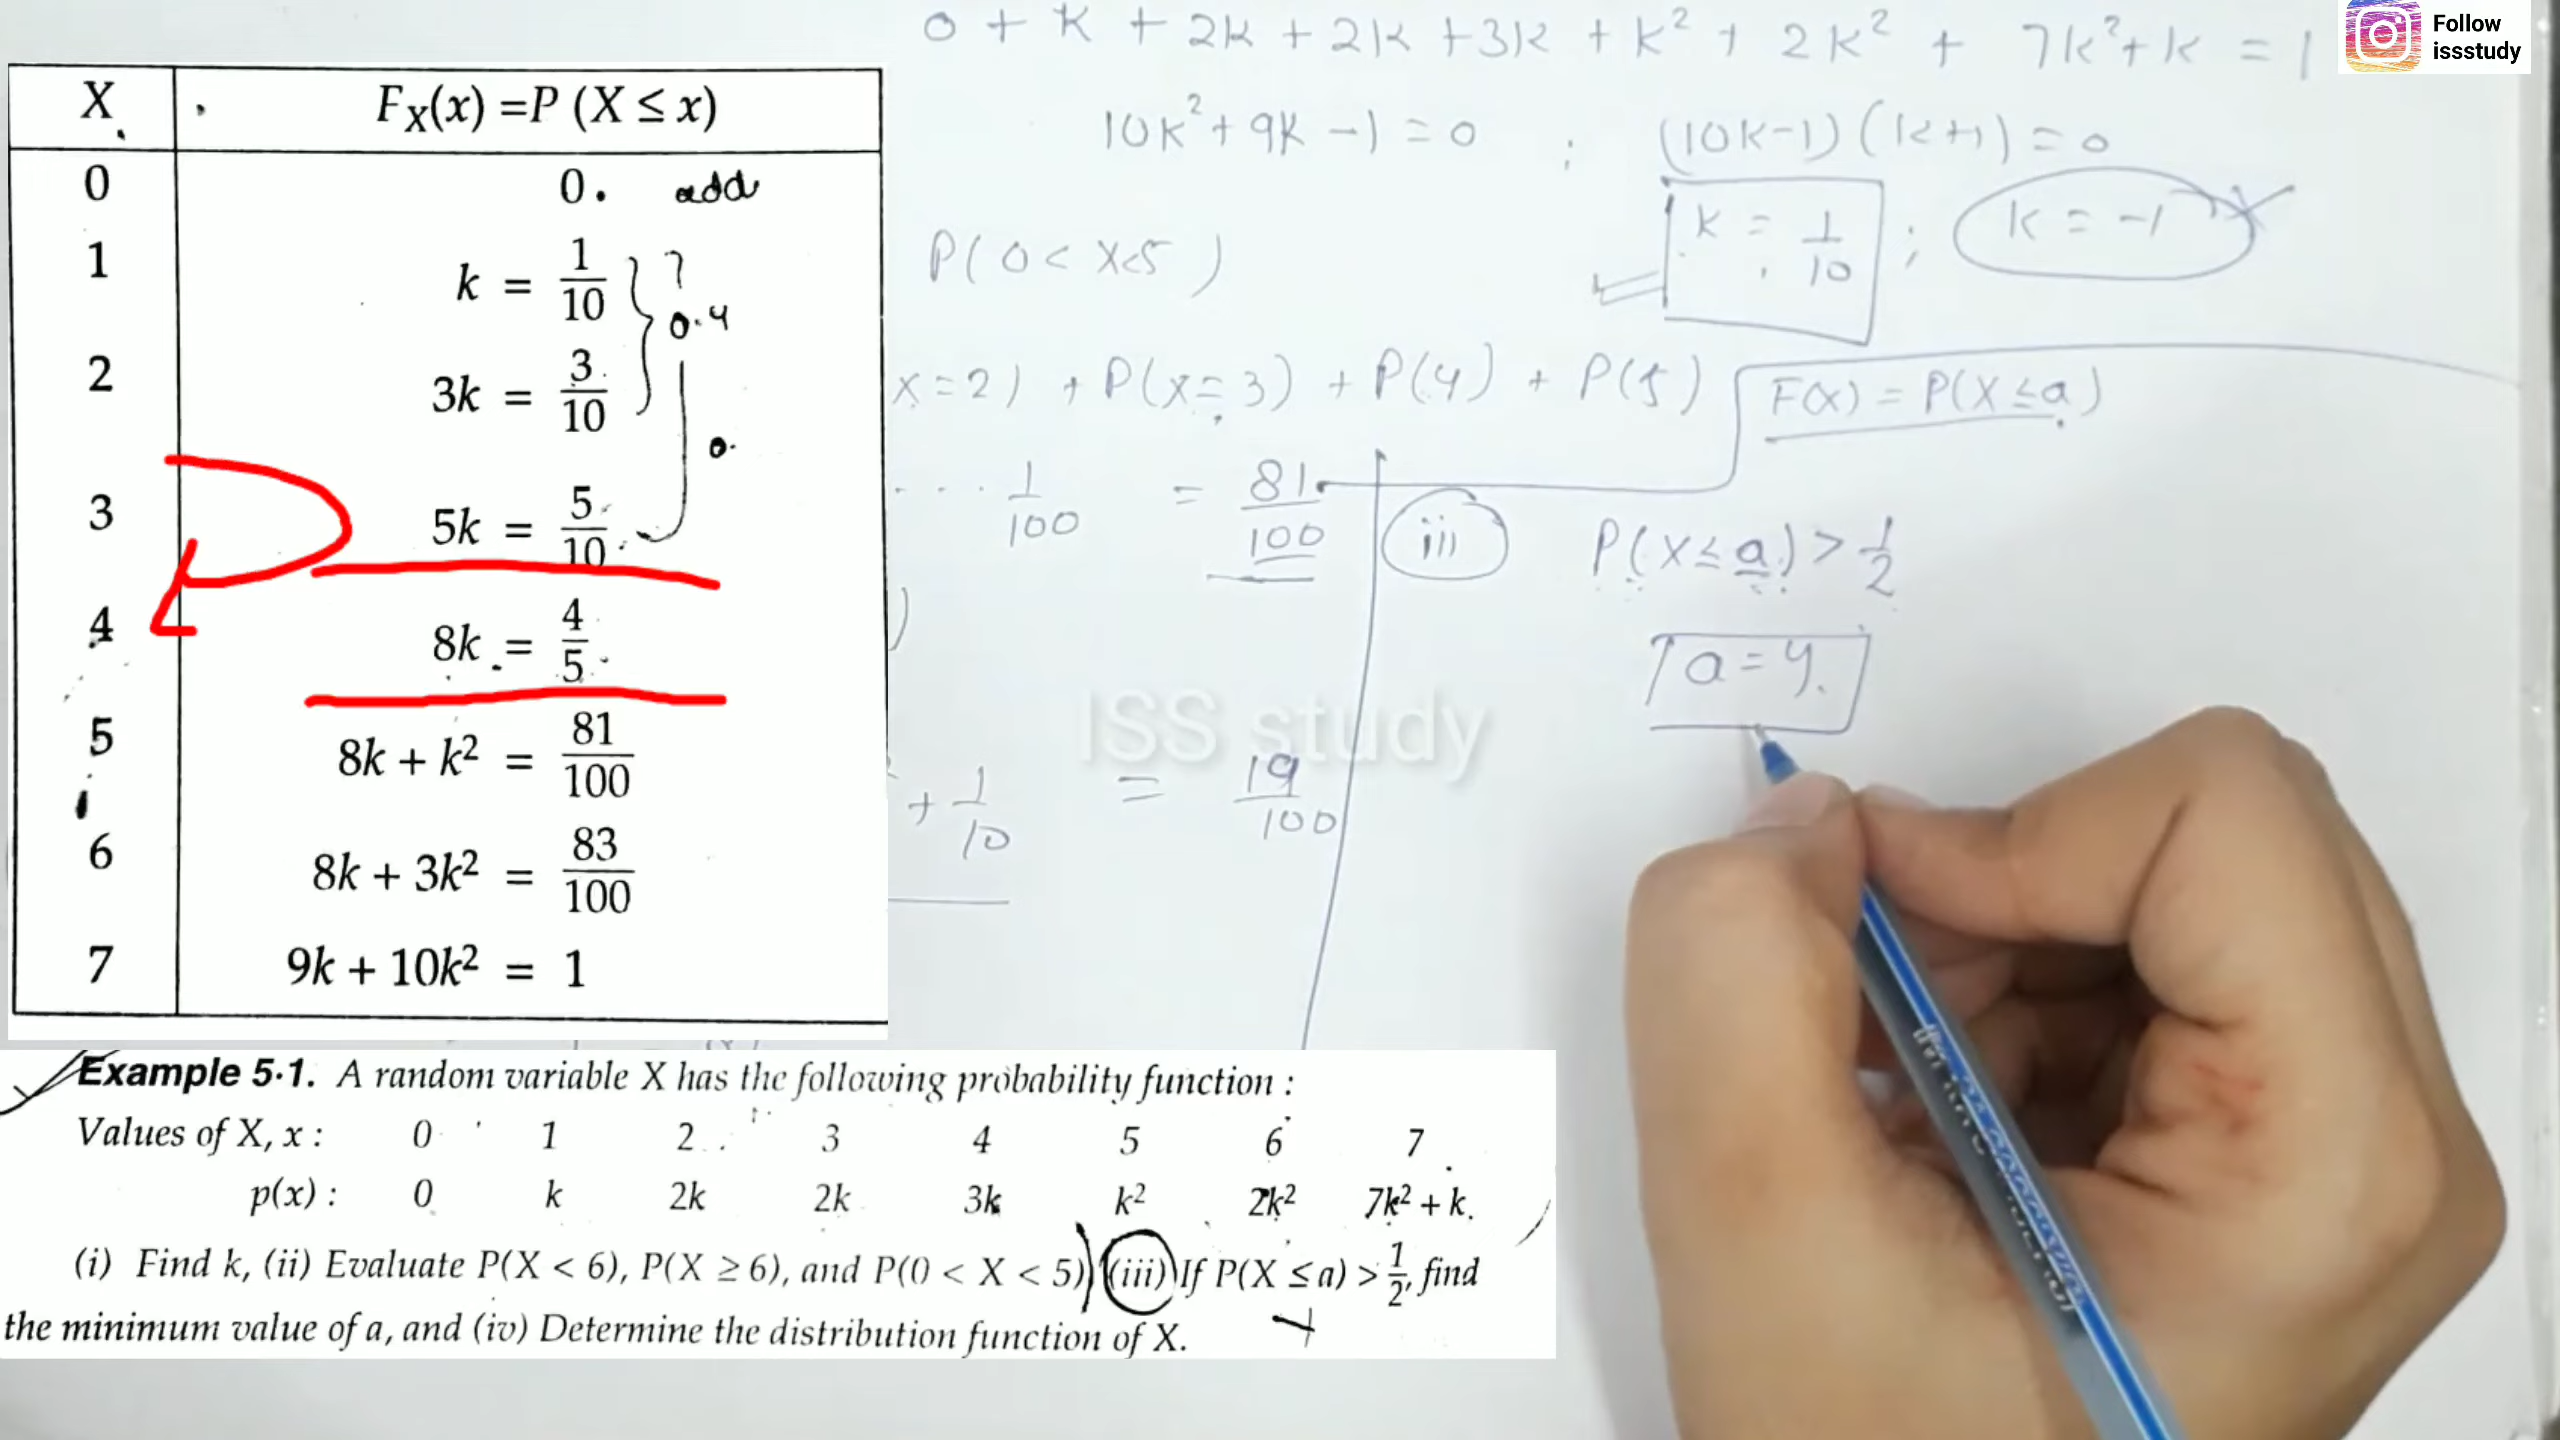 0 + k + 2k + 2k + 3k + k² + 2k² + 7k² + k = 1
Follow
issstudy
10k² + 9k - 1 = 0 ; (10k-1) (k+1) = 0
k = 1/10 ; k = -1
P( 0 < X < 5 )
x = 2) + P(x = 3) + P(4) + P(5)
F(x) = P(X ≤ a)
. . . 1/100 = 81/100
iii P(X ≤ a) > 1/2
a = 4.
+ 1/10 = 19/100
ISS study
X F_X(x) = P (X ≤ x)
0 0. add
1 k = 1/10 ?
0.4
2 3k = 3/10
0.
3 5k = 5/10
4 8k = 4/5
5 8k + k² = 81/100
6 8k + 3k² = 83/100
7 9k + 10k² = 1
Example 5·1. A random variable X has the following probability function :
Values of X, x : 0 1 2 3 4 5 6 7
p(x) : 0 k 2k 2k 3k k² 2k² 7k² + k
(i) Find k, (ii) Evaluate P(X < 6), P(X ≥ 6), and P(0 < X < 5) (iii) If P(X ≤ a) > 1/2, find
the minimum value of a, and (iv) Determine the distribution function of X.